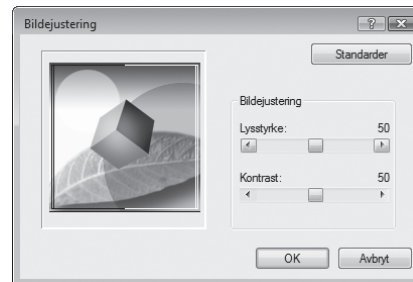 Bildejustering
Standarder
Bildejustering
Lysstyrke: 50
Kontrast: 50
OK Avbryt